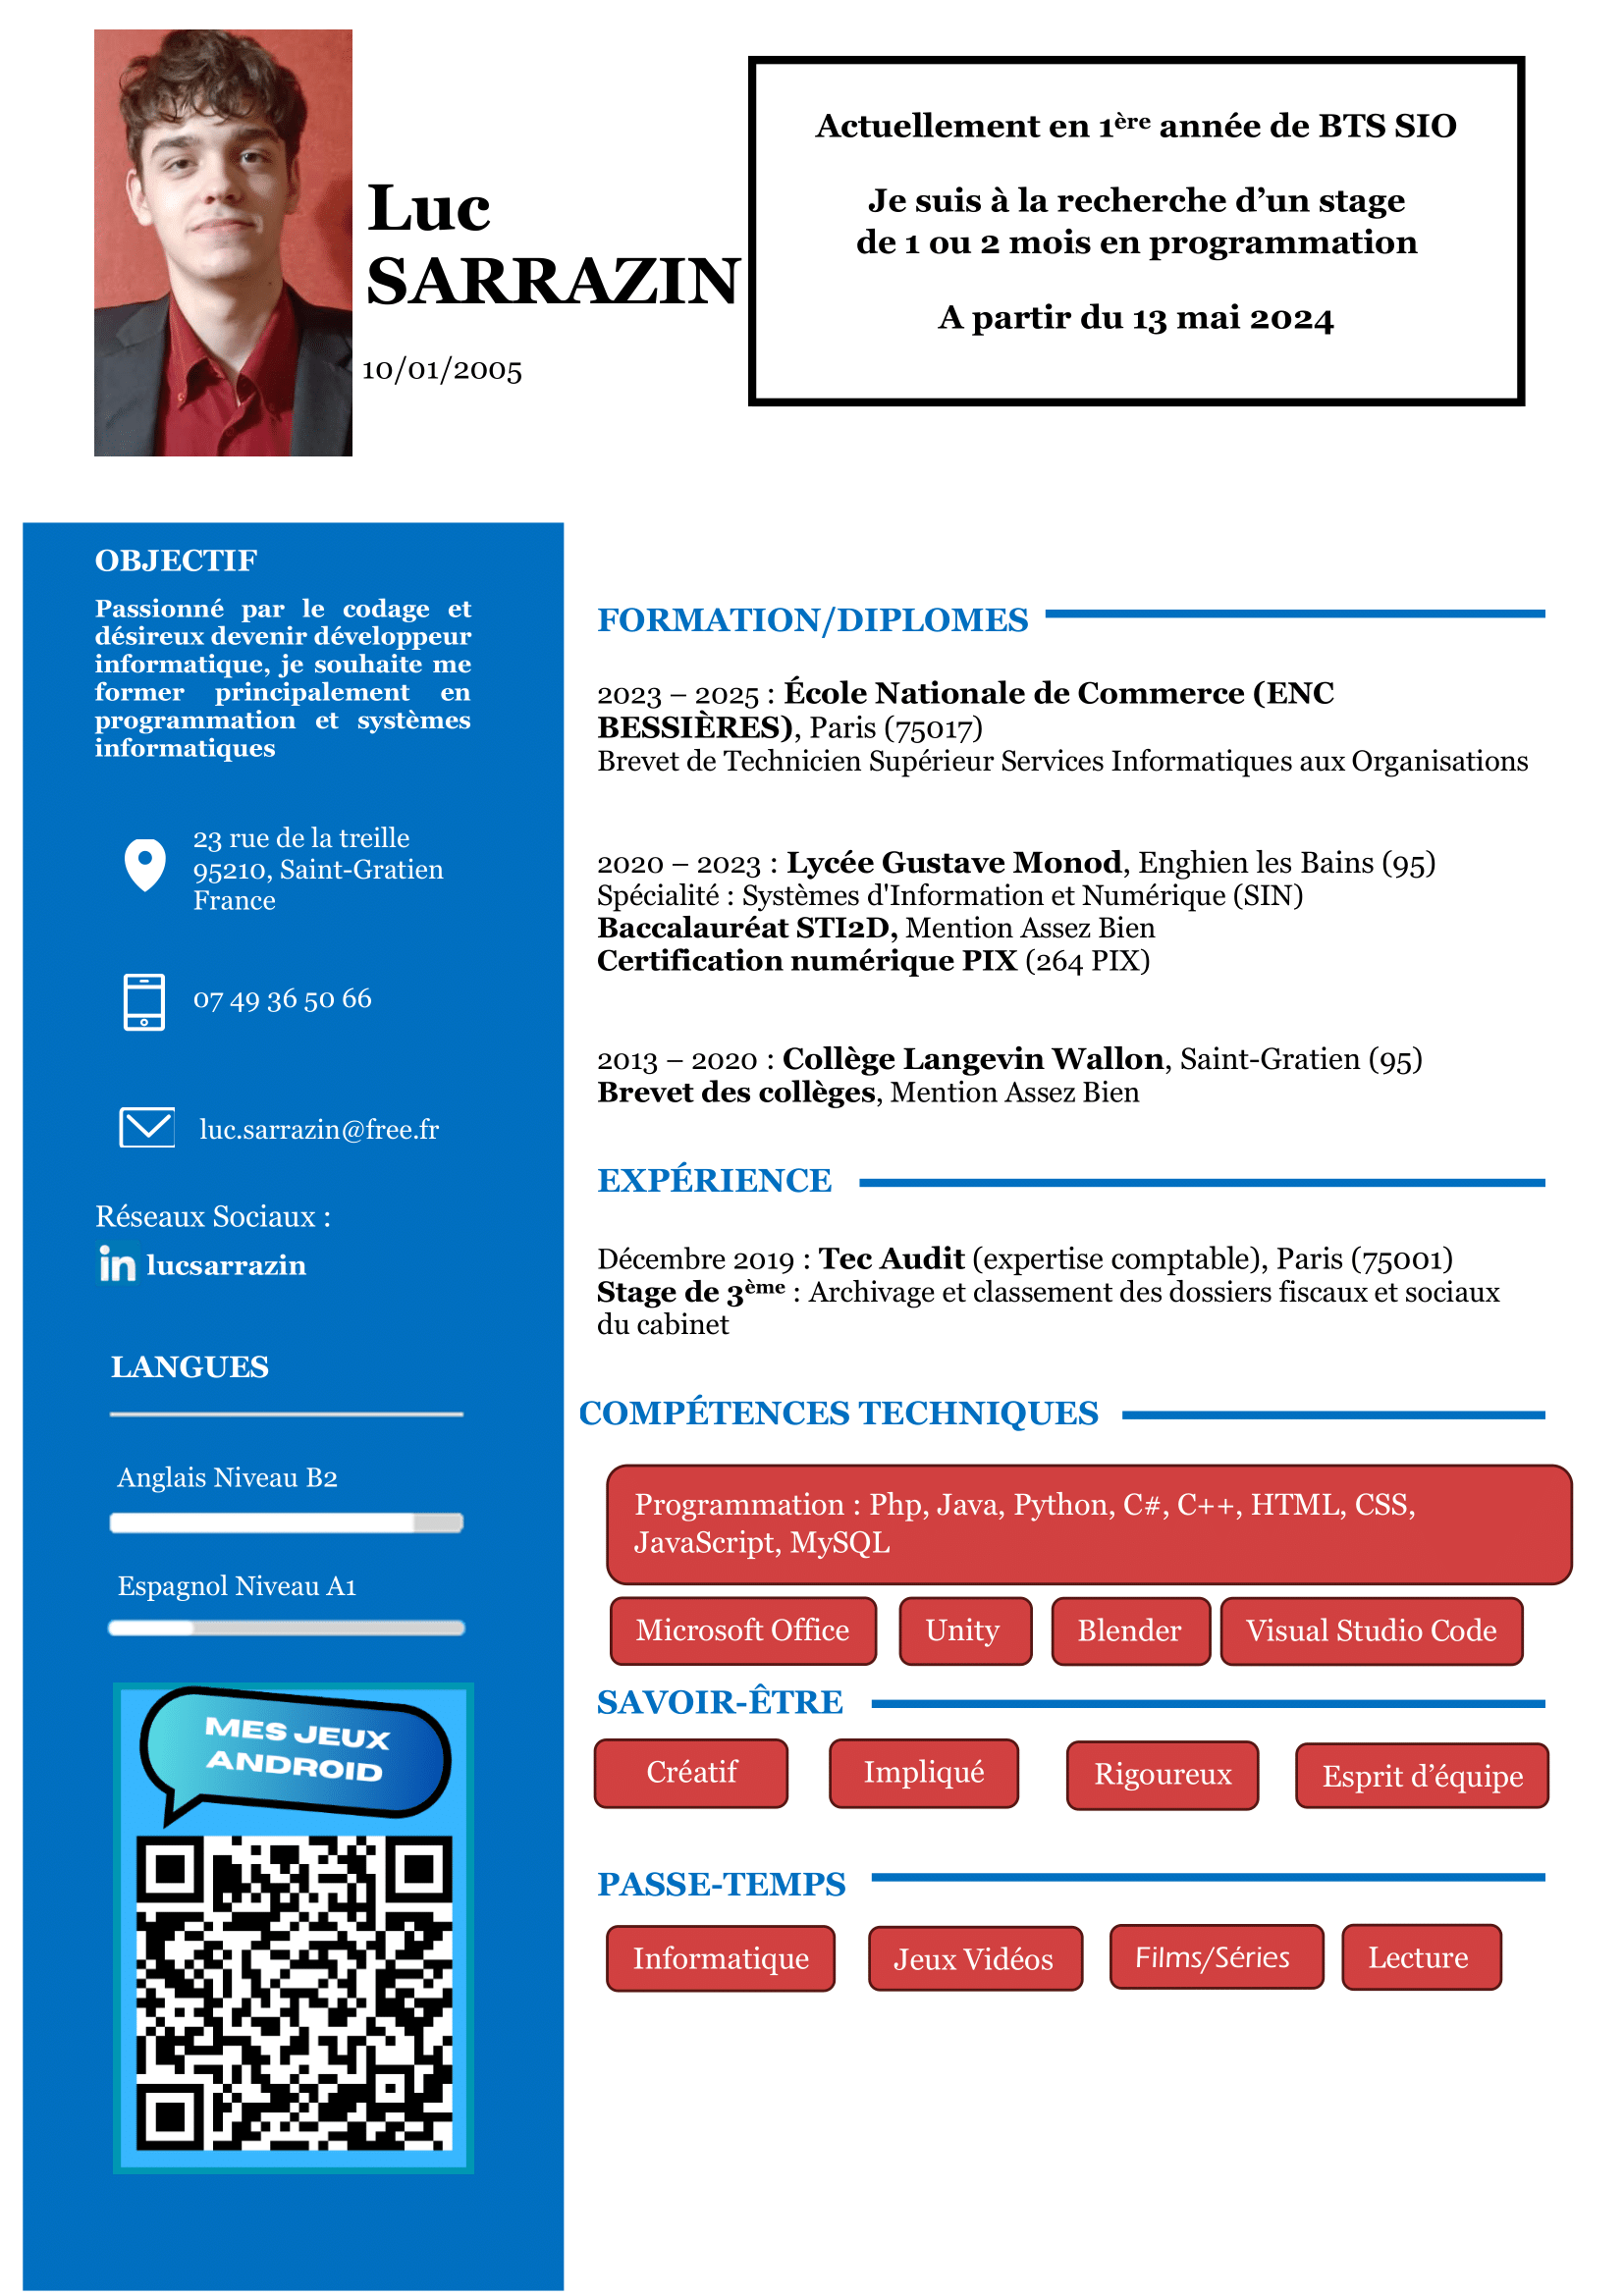 Luc
SARRAZIN
10/01/2005
Actuellement en 1ère année de BTS SIO
Je suis à la recherche d’un stage
de 1 ou 2 mois en programmation
A partir du 13 mai 2024
OBJECTIF
Passionné par le codage et
désireux devenir développeur
informatique, je souhaite me
former principalement en
programmation et systèmes
informatiques
23 rue de la treille
95210, Saint-Gratien
France
07 49 36 50 66
luc.sarrazin@free.fr
Réseaux Sociaux :
in lucsarrazin
LANGUES
Anglais Niveau B2
Espagnol Niveau A1
MES JEUX
ANDROID
FORMATION/DIPLOMES
2023 – 2025 : École Nationale de Commerce (ENC
BESSIÈRES), Paris (75017)
Brevet de Technicien Supérieur Services Informatiques aux Organisations
2020 – 2023 : Lycée Gustave Monod, Enghien les Bains (95)
Spécialité : Systèmes d'Information et Numérique (SIN)
Baccalauréat STI2D, Mention Assez Bien
Certification numérique PIX (264 PIX)
2013 – 2020 : Collège Langevin Wallon, Saint-Gratien (95)
Brevet des collèges, Mention Assez Bien
EXPÉRIENCE
Décembre 2019 : Tec Audit (expertise comptable), Paris (75001)
Stage de 3ème : Archivage et classement des dossiers fiscaux et sociaux
du cabinet
COMPÉTENCES TECHNIQUES
Programmation : Php, Java, Python, C#, C++, HTML, CSS,
JavaScript, MySQL
Microsoft Office Unity Blender Visual Studio Code
SAVOIR-ÊTRE
Créatif Impliqué Rigoureux Esprit d’équipe
PASSE-TEMPS
Informatique Jeux Vidéos Films/Séries Lecture